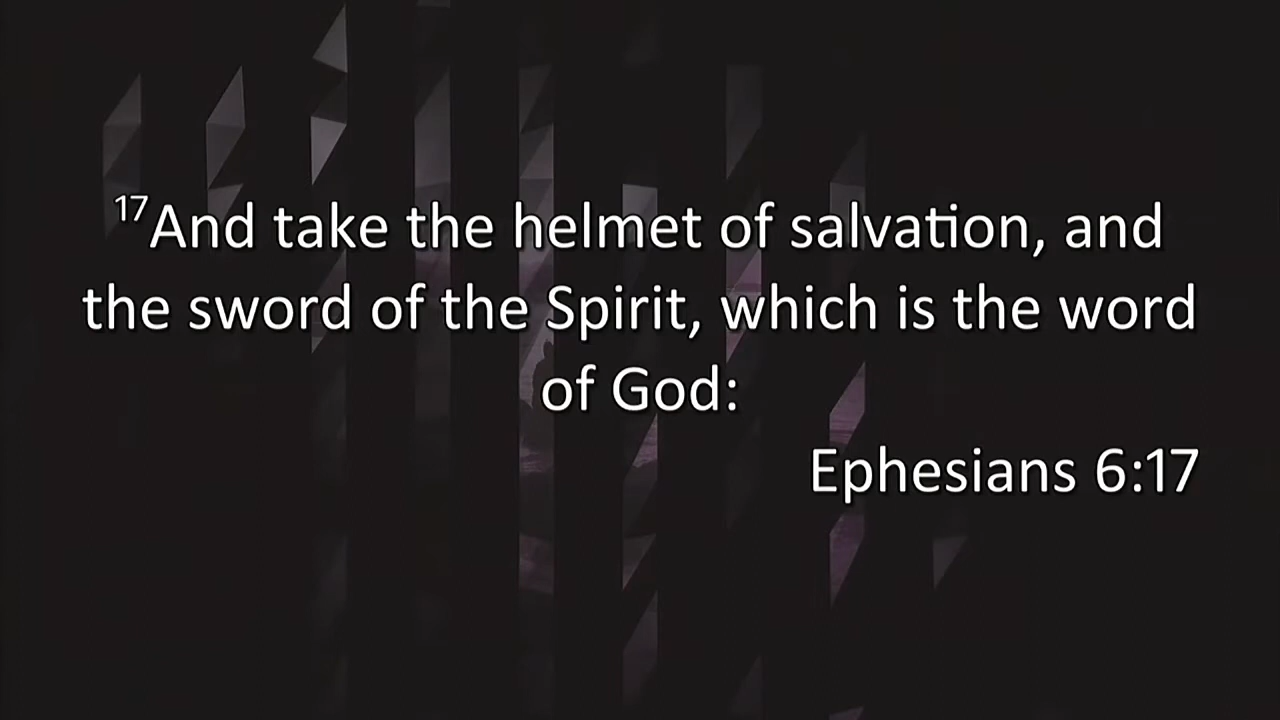 17And take the helmet of salvation, and
the sword of the Spirit, which is the word
of God:
Ephesians 6:17